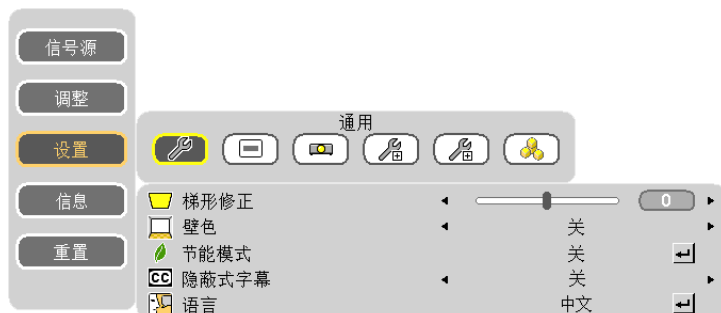 信号源
调整
设置
信息
重置
通用
梯形修正 0
壁色 关
节能模式 关
CC 隐蔽式字幕 关
语言 中文